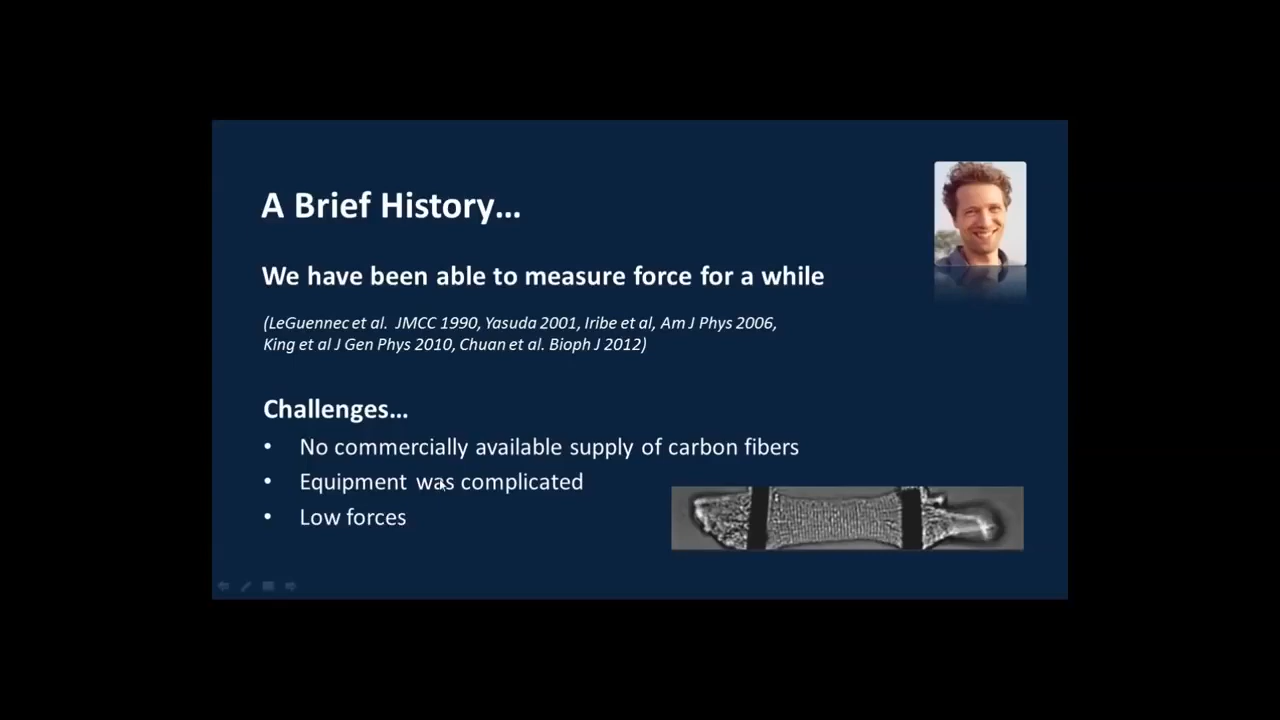 A Brief History...
We have been able to measure force for a while
(LeGuennec et al. JMCC 1990, Yasuda 2001, Iribe et al, Am J Phys 2006,
King et al J Gen Phys 2010, Chuan et al. Bioph J 2012)
Challenges...
• No commercially available supply of carbon fibers
• Equipment was complicated
• Low forces